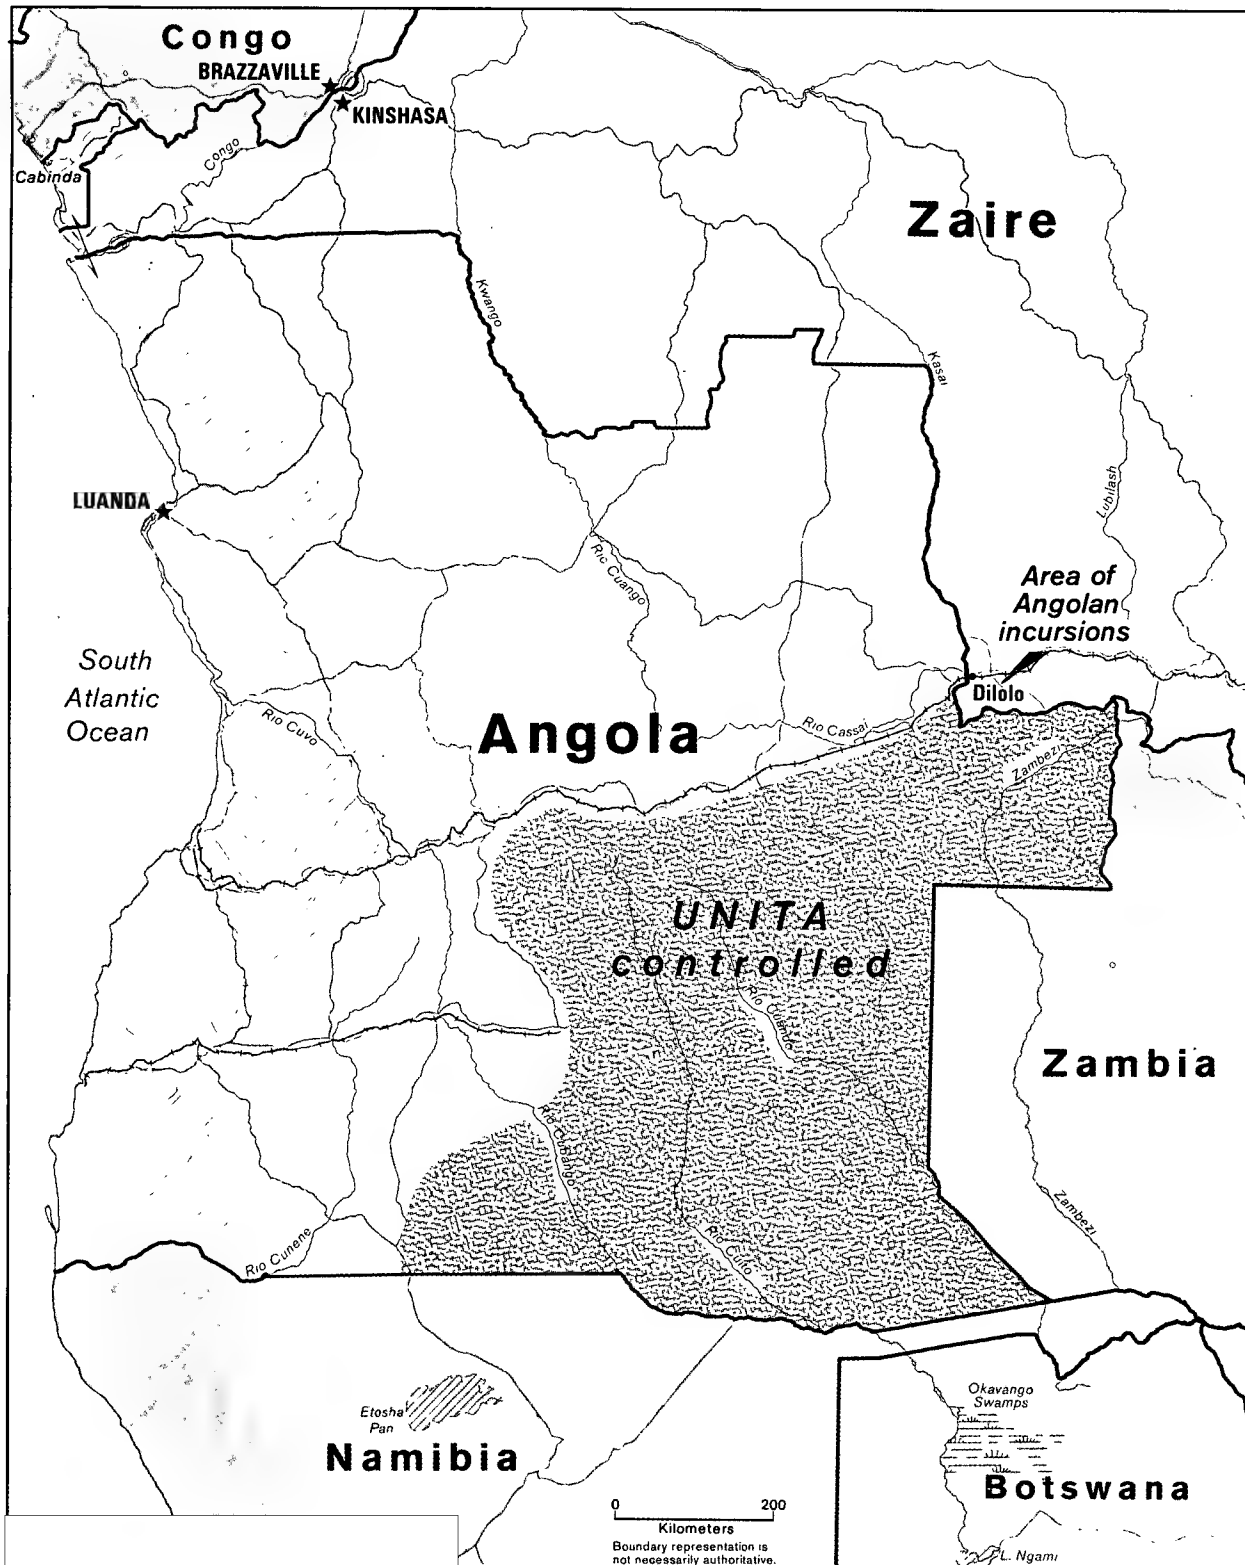 Congo
BRAZZAVILLE
KINSHASA
Congo
Cabinda
Zaire
Kwango
Kasai
Lubilash
LUANDA
Ric Cuango
Area of
Angolan
incursions
South
Atlantic
Ocean
Dilolo
Rio Cuvo
Angola
Rio Cassai
Zambezi
UNITA
controlled
Rio Cuando
Zambia
Rio Cubango
Zambezi
Rio Cunene
Rio Cuito
Etosha
Pan
Okavango
Swamps
Namibia
Botswana
0 200
Kilometers
Boundary representation is
not necessarily authoritative.
L. Ngami